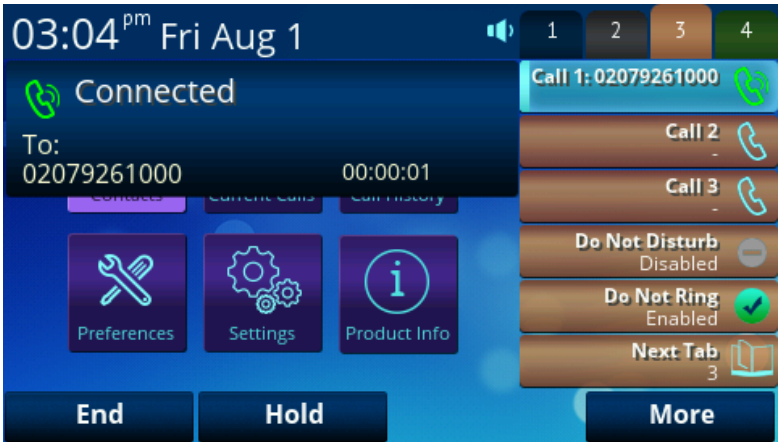 03:04 pm Fri Aug 1
1 2 3 4
Connected
To:
02079261000 00:00:01
Contacts Current Calls Call History
Preferences Settings Product Info
Call 1: 02079261000
Call 2
-
Call 3
-
Do Not Disturb
Disabled
Do Not Ring
Enabled
Next Tab
3
End Hold More